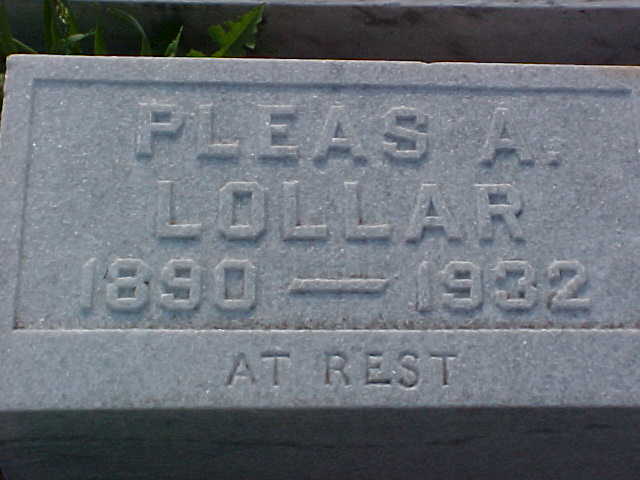 PLEAS A.
LOLLAR
1890 — 1932
AT REST